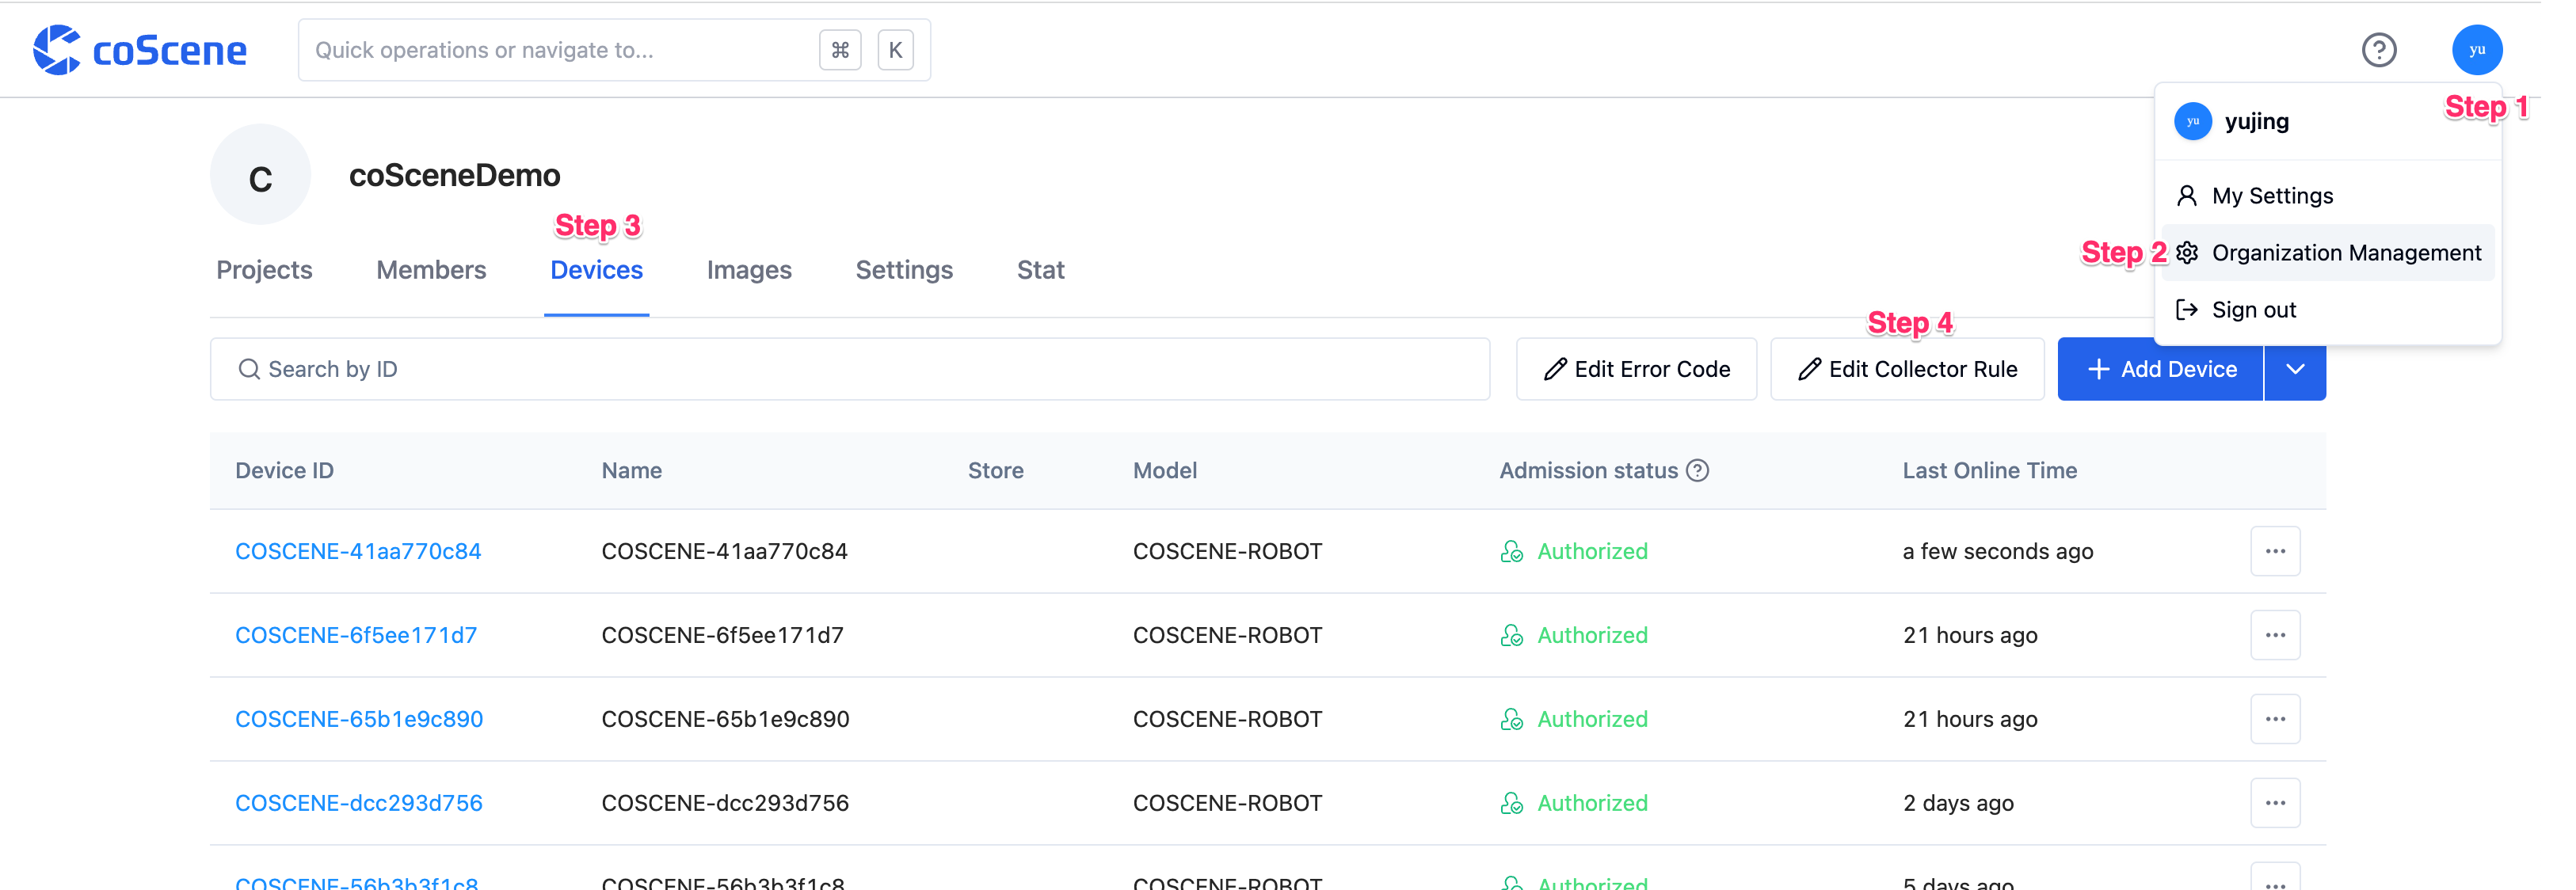 coScene
Quick operations or navigate to...
⌘ K
yu
Step 1
yu yujing
My Settings
Step 2 Organization Management
Sign out
C
coSceneDemo
Step 3
Projects Members Devices Images Settings Stat
Step 4
Search by ID
Edit Error Code
Edit Collector Rule
Add Device
Device ID Name Store Model Admission status Last Online Time
COSCENE-41aa770c84 COSCENE-41aa770c84 COSCENE-ROBOT Authorized a few seconds ago
COSCENE-6f5ee171d7 COSCENE-6f5ee171d7 COSCENE-ROBOT Authorized 21 hours ago
COSCENE-65b1e9c890 COSCENE-65b1e9c890 COSCENE-ROBOT Authorized 21 hours ago
COSCENE-dcc293d756 COSCENE-dcc293d756 COSCENE-ROBOT Authorized 2 days ago
COSCENE-56b3b3f1c8 COSCENE-56b3b3f1c8 COSCENE-ROBOT Authorized 5 days ago